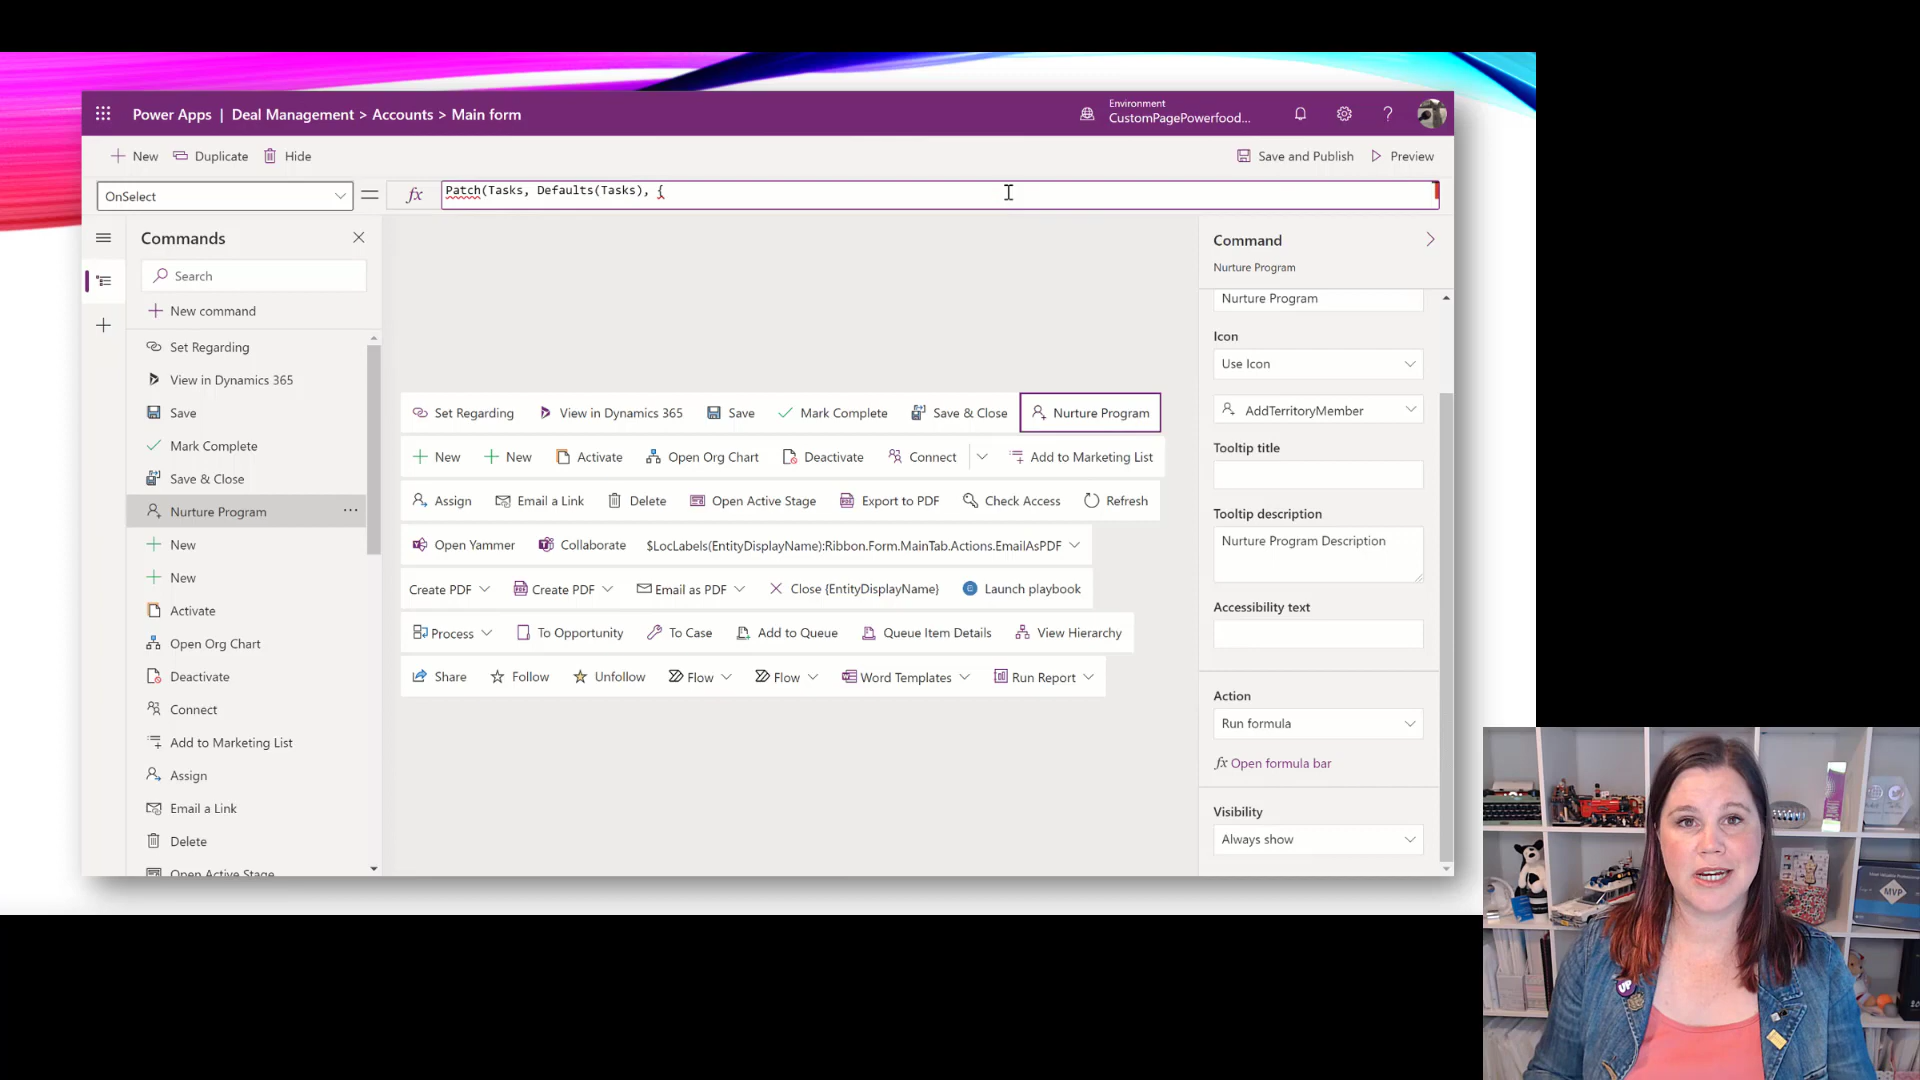 Power Apps | Deal Management > Accounts > Main form
Environment
CustomPagePowerfood...
?
New Duplicate Hide
Save and Publish Preview
OnSelect = fx Patch(Tasks, Defaults(Tasks), {
Commands
Search
New command
Set Regarding
View in Dynamics 365
Save
Mark Complete
Save & Close
Nurture Program ...
New
New
Activate
Open Org Chart
Deactivate
Connect
Add to Marketing List
Assign
Email a Link
Delete
Open Active Stage
Set Regarding View in Dynamics 365 Save Mark Complete Save & Close Nurture Program
New New Activate Open Org Chart Deactivate Connect Add to Marketing List
Assign Email a Link Delete Open Active Stage Export to PDF Check Access Refresh
Open Yammer Collaborate $LocLabels(EntityDisplayName):Ribbon.Form.MainTab.Actions.EmailAsPDF
Create PDF Create PDF Email as PDF Close {EntityDisplayName} Launch playbook
Process To Opportunity To Case Add to Queue Queue Item Details View Hierarchy
Share Follow Unfollow Flow Flow Word Templates Run Report
Command
Nurture Program
Nurture Program
Icon
Use Icon
AddTerritoryMember
Tooltip title
Tooltip description
Nurture Program Description
Accessibility text
Action
Run formula
fx Open formula bar
Visibility
Always show
MVP
UP